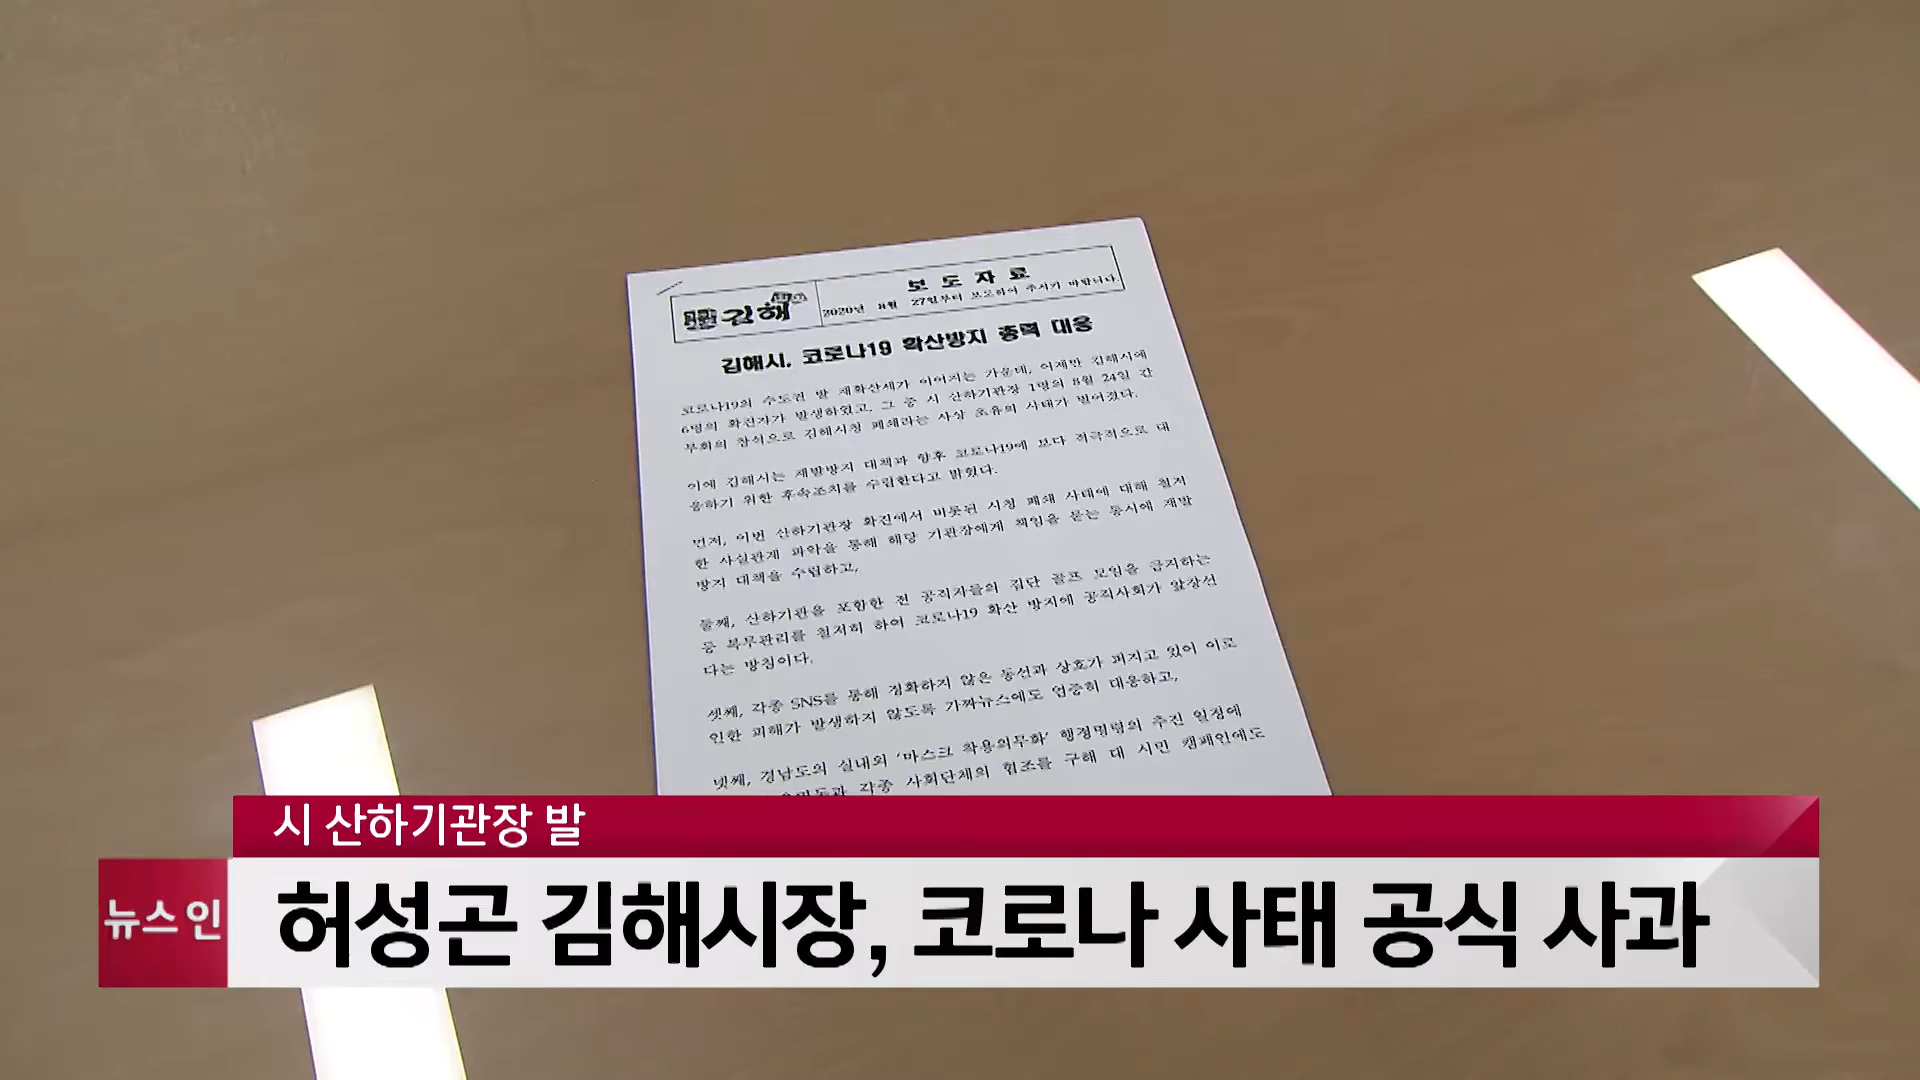 김해
보 도 자 료
2020년 8월 27일부터 보도하여 주시기 바랍니다.
김해시, 코로나19 확산방지 총력 대응
코로나19의 수도권 발 재확산세가 이어지는 가운데, 어제만 김해시에
6명의 확진자가 발생하였고, 그 중 시 산하기관장 1명의 8월 24일 간
부회의 참석으로 김해시청 폐쇄라는 사상 초유의 사태가 벌어졌다.
이에 김해시는 재발방지 대책과 향후 코로나19에 보다 적극적으로 대
응하기 위한 후속조치를 수립한다고 밝혔다.
먼저, 이번 산하기관장 확진에서 비롯된 시청 폐쇄 사태에 대해 철저
한 사실관계 파악을 통해 해당 기관장에게 책임을 묻는 동시에 재발
방지 대책을 수립하고,
둘째, 산하기관을 포함한 전 공직자들의 집단 골프 모임을 금지하는
등 복무관리를 철저히 하여 코로나19 확산 방지에 공직사회가 앞장선
다는 방침이다.
셋째, 각종 SNS를 통해 정확하지 않은 동선과 상호가 퍼지고 있어 이로
인한 피해가 발생하지 않도록 가짜뉴스에도 엄중히 대응하고,
넷째, 경남도의 실내외 '마스크 착용의무화' 행정명령의 추진 일정에
각종 사회단체의 협조를 구해 대 시민 캠페인에도
시 산하기관장 발
뉴스인
허성곤 김해시장, 코로나 사태 공식 사과